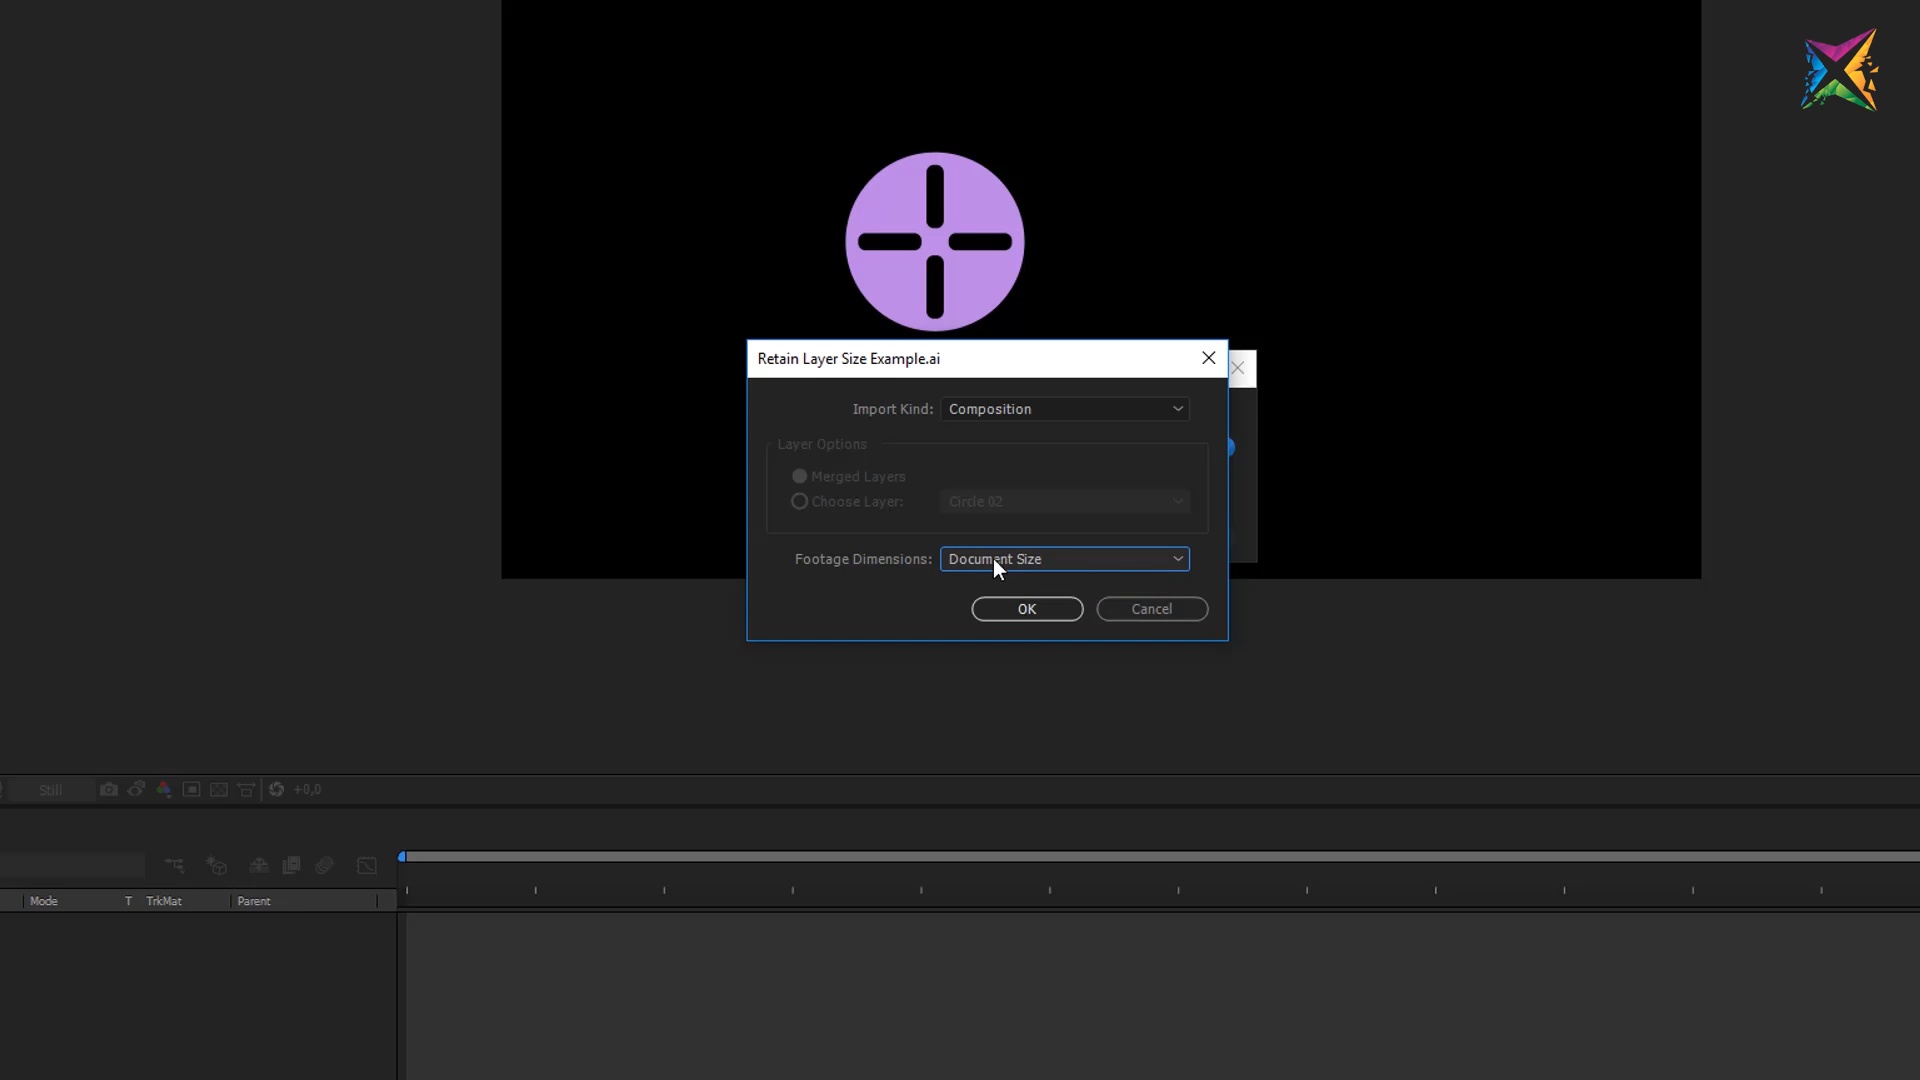 Retain Layer Size Example.ai
Import Kind: Composition
Layer Options
Merged Layers
Choose Layer: Circle 02
Footage Dimensions: Document Size
OK Cancel
Still +0,0
Mode T TrkMat Parent